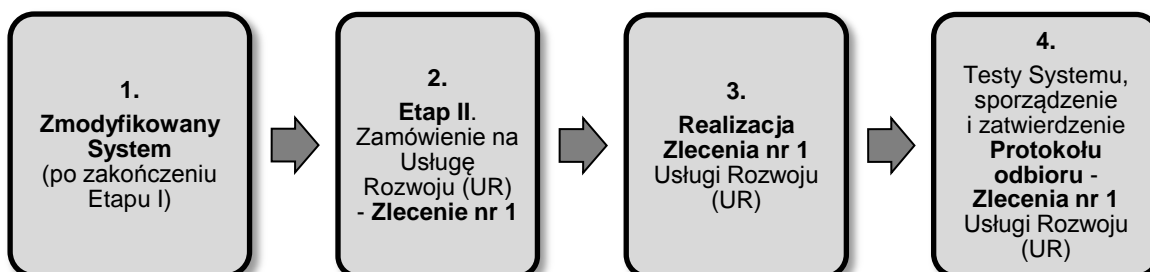 1.
Zmodyfikowany
System
(po zakończeniu
Etapu I)
2.
Etap II.
Zamówienie na
Usługę
Rozwoju (UR)
- Zlecenie nr 1
3.
Realizacja
Zlecenia nr 1
Usługi Rozwoju
(UR)
4.
Testy Systemu,
sporządzenie
i zatwierdzenie
Protokołu
odbioru -
Zlecenia nr 1
Usługi Rozwoju
(UR)